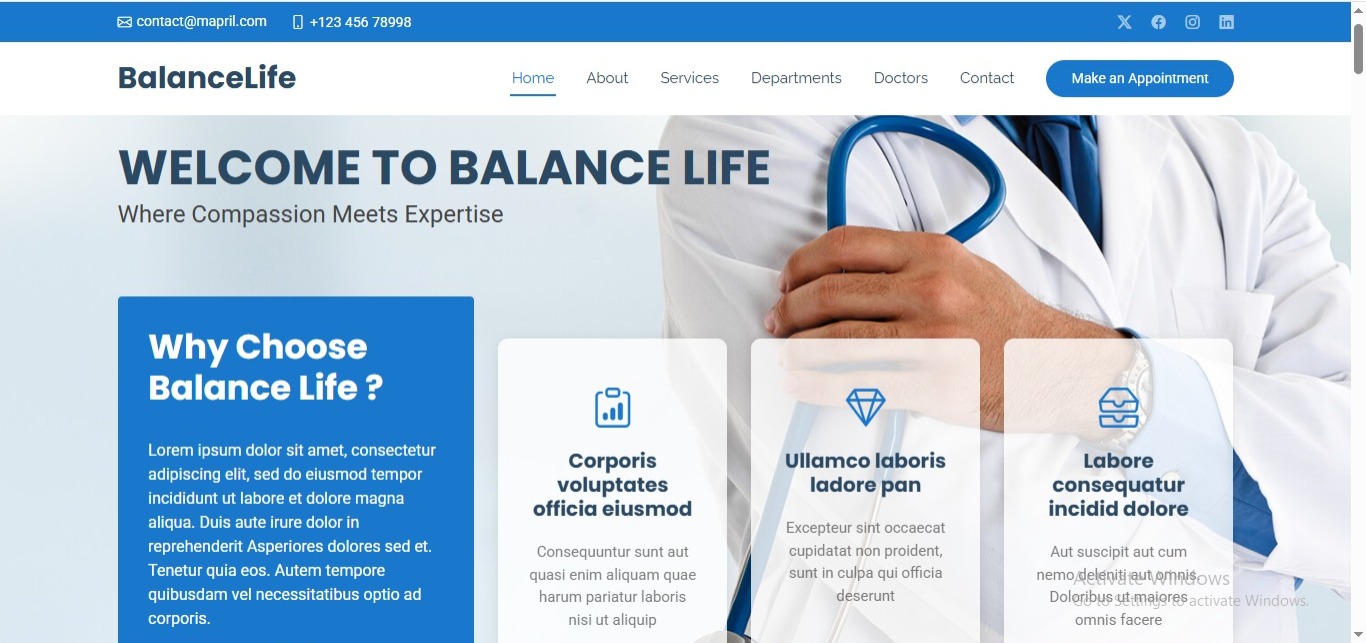 contact@mapril.com +123 456 78998
BalanceLife
Home About Services Departments Doctors Contact Make an Appointment
WELCOME TO BALANCE LIFE
Where Compassion Meets Expertise
Why Choose
Balance Life ?
Lorem ipsum dolor sit amet, consectetur
adipiscing elit, sed do eiusmod tempor
incididunt ut labore et dolore magna
aliqua. Duis aute irure dolor in
reprehenderit Asperiores dolores sed et.
Tenetur quia eos. Autem tempore
quibusdam vel necessitatibus optio ad
corporis.
Corporis
voluptates
officia eiusmod
Consequuntur sunt aut
quasi enim aliquam quae
harum pariatur laboris
nisi ut aliquip
Ullamco laboris
ladore pan
Excepteur sint occaecat
cupidatat non proident,
sunt in culpa qui officia
deserunt
Labore
consequatur
incidid dolore
Aut suscipit aut cum
nemo deleniti aut omnis.
Doloribus ut maiores
omnis facere
Activate Windows
Go to Settings to activate Windows.